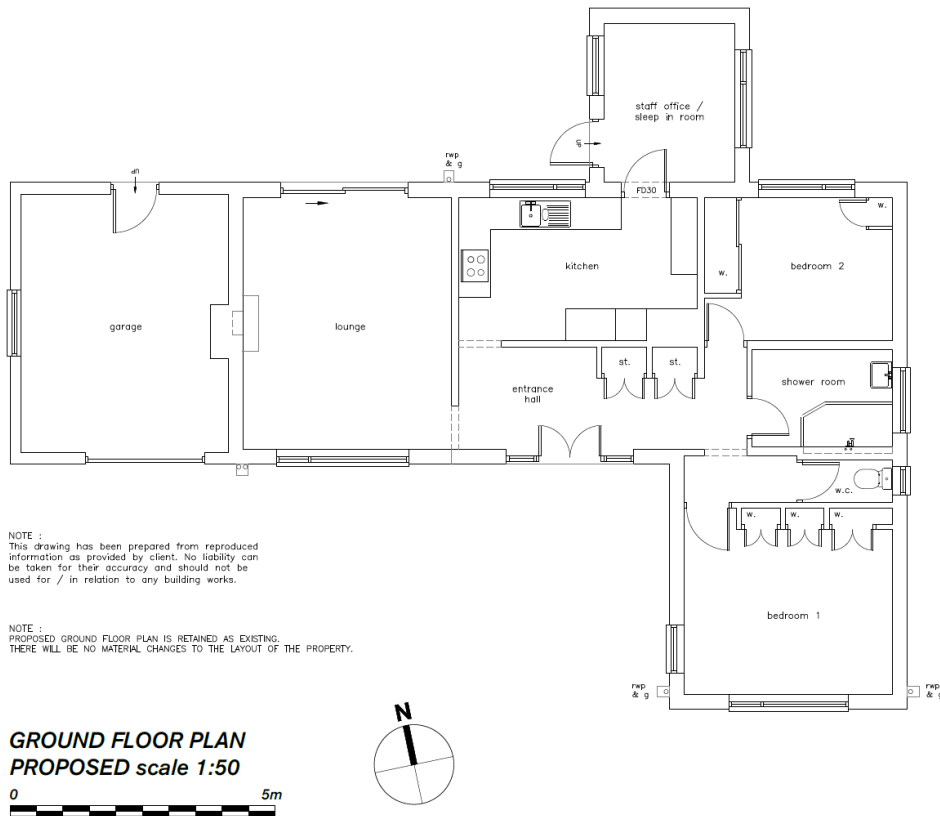 staff office /
sleep in room
up
rwp
& g
up
FD30
w.
kitchen
w.
bedroom 2
garage
lounge
st.
st.
entrance
hall
shower room
w.c.
w.
w.
w.
NOTE :
This drawing has been prepared from reproduced
information as provided by client. No liability can
be taken for their accuracy and should not be
used for / in relation to any building works.
bedroom 1
NOTE :
PROPOSED GROUND FLOOR PLAN IS RETAINED AS EXISTING.
THERE WILL BE NO MATERIAL CHANGES TO THE LAYOUT OF THE PROPERTY.
rwp
& g
rwp
& g
N
GROUND FLOOR PLAN
PROPOSED scale 1:50
0 5m